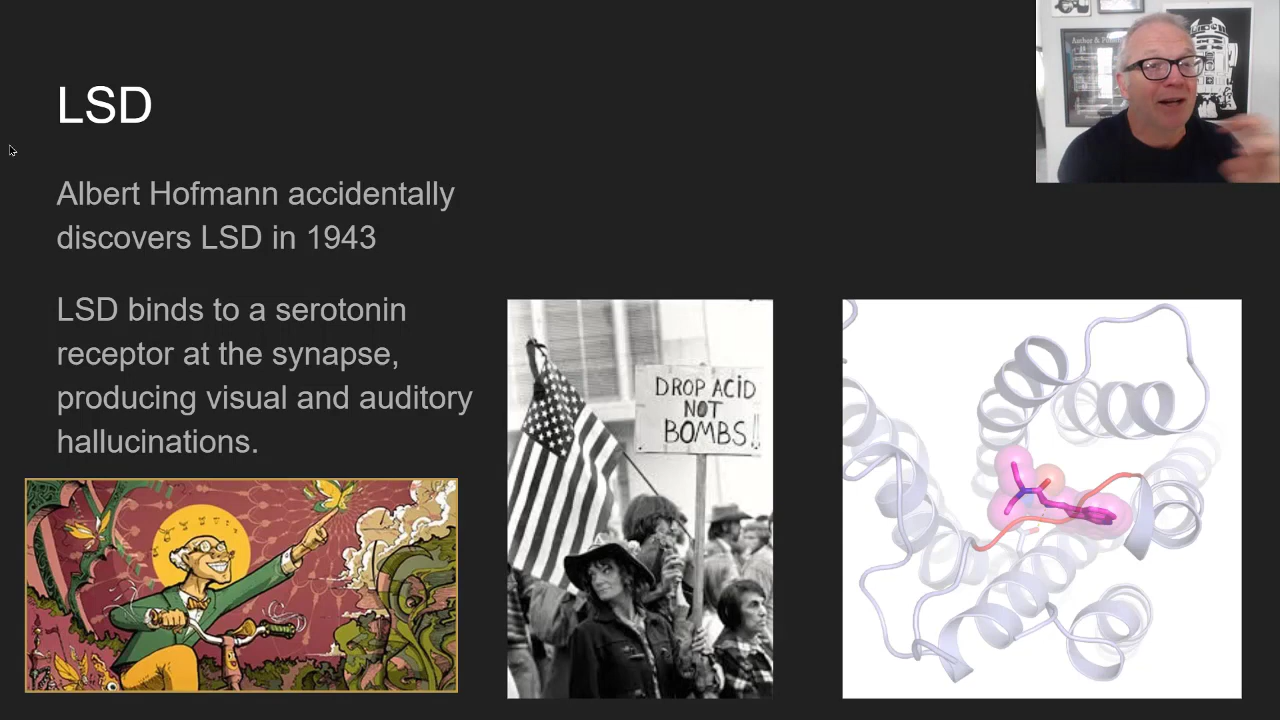 LSD
Albert Hofmann accidentally
discovers LSD in 1943
LSD binds to a serotonin
receptor at the synapse,
producing visual and auditory
hallucinations.
DROP ACID
NOT
BOMBS!!